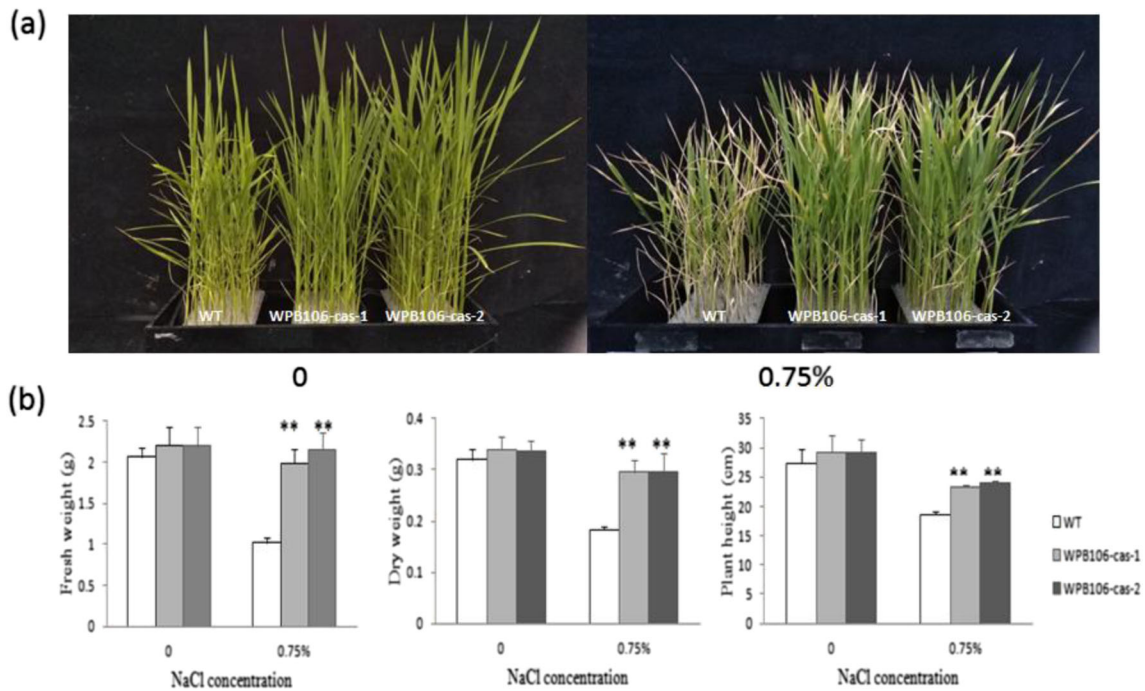 (a)
WT WPB106-cas-1 WPB106-cas-2
WT WPB106-cas-1 WPB106-cas-2
0 0.75%
(b)
Fresh weight (g)
2.5
2
1.5
1
0.5
0
** **
0 0.75%
NaCl concentration
Dry weight (g)
0.4
0.3
0.2
0.1
0
** **
0 0.75%
NaCl concentration
Plant height (cm)
35
30
25
20
15
10
5
0
** **
0 0.75%
NaCl concentration
WT
WPB106-cas-1
WPB106-cas-2